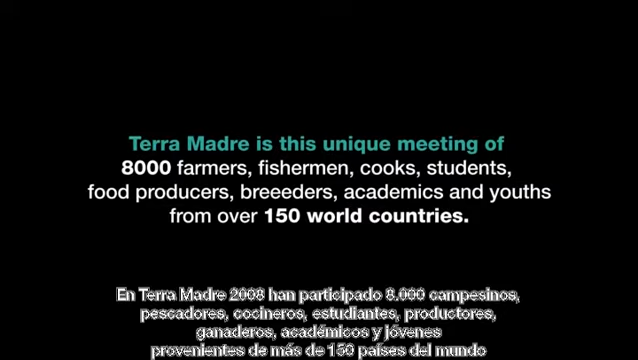 Terra Madre is this unique meeting of
8000 farmers, fishermen, cooks, students,
food producers, breeeders, academics and youths
from over 150 world countries.
En Terra Madre 2008 han participado 8.000 campesinos,
pescadores, cocineros, estudiantes, productores,
ganaderos, académicos y jóvenes
provenientes de más de 150 países del mundo